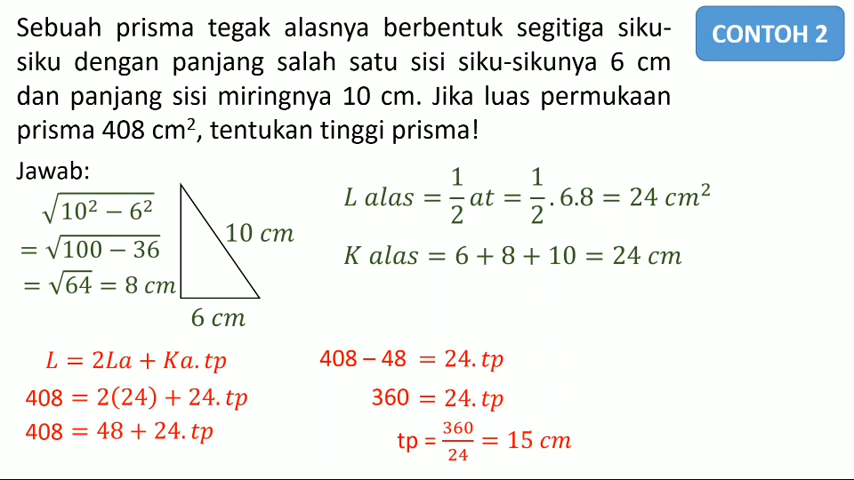 Sebuah prisma tegak alasnya berbentuk segitiga siku-
siku dengan panjang salah satu sisi siku-sikunya 6 cm
dan panjang sisi miringnya 10 cm. Jika luas permukaan
prisma 408 cm², tentukan tinggi prisma!
CONTOH 2
Jawab:
√(10² − 6²)
= √(100 − 36)
= √64 = 8 cm
10 cm
6 cm
L alas = 1/2 at = 1/2 . 6.8 = 24 cm²
K alas = 6 + 8 + 10 = 24 cm
L = 2La + Ka. tp
408 = 2(24) + 24. tp
408 = 48 + 24. tp
408 – 48 = 24. tp
360 = 24. tp
tp = 360/24 = 15 cm